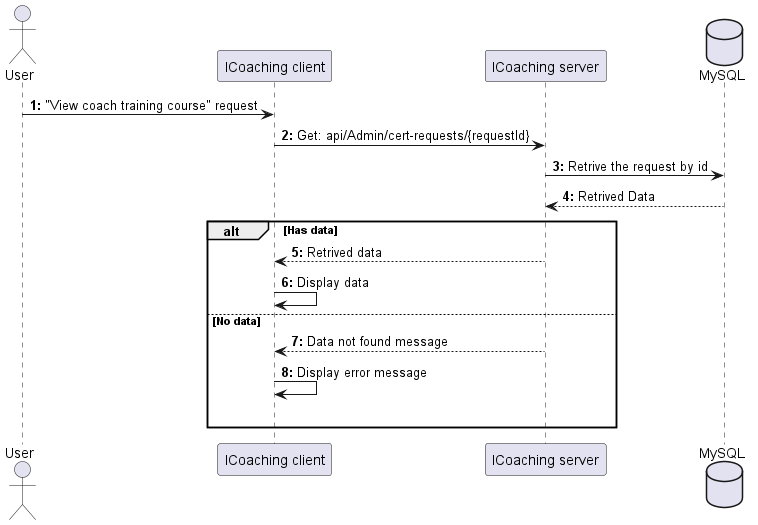 User
ICoaching client
ICoaching server
MySQL
1: "View coach training course" request
2: Get: api/Admin/cert-requests/{requestId}
3: Retrive the request by id
4: Retrived Data
alt [Has data]
5: Retrived data
6: Display data
[No data]
7: Data not found message
8: Display error message
User
ICoaching client
ICoaching server
MySQL